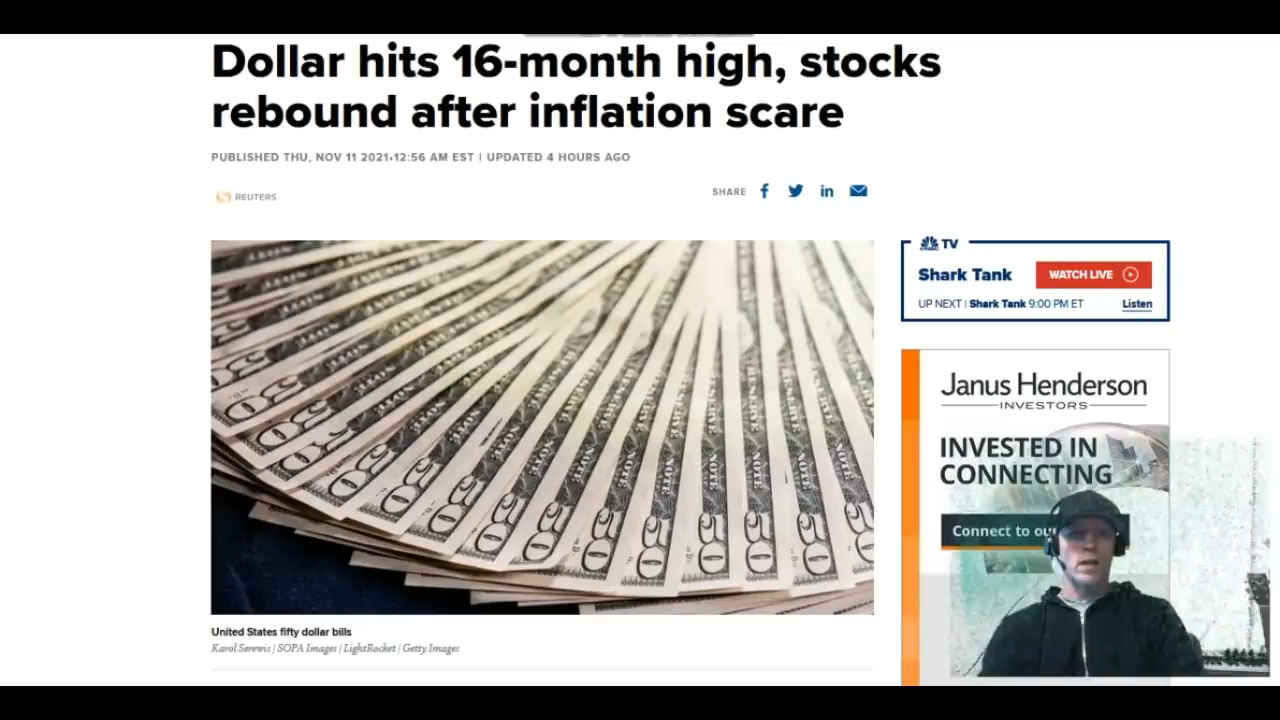 Dollar hits 16-month high, stocks
rebound after inflation scare
PUBLISHED THU, NOV 11 2021•12:56 AM EST | UPDATED 4 HOURS AGO
REUTERS
SHARE
TV
Shark Tank
WATCH LIVE
UP NEXT | Shark Tank 9:00 PM ET
Listen
Janus Henderson
INVESTORS
INVESTED IN
CONNECTING
Connect to
United States fifty dollar bills
Karol Serewis | SOPA Images | LightRocket | Getty Images